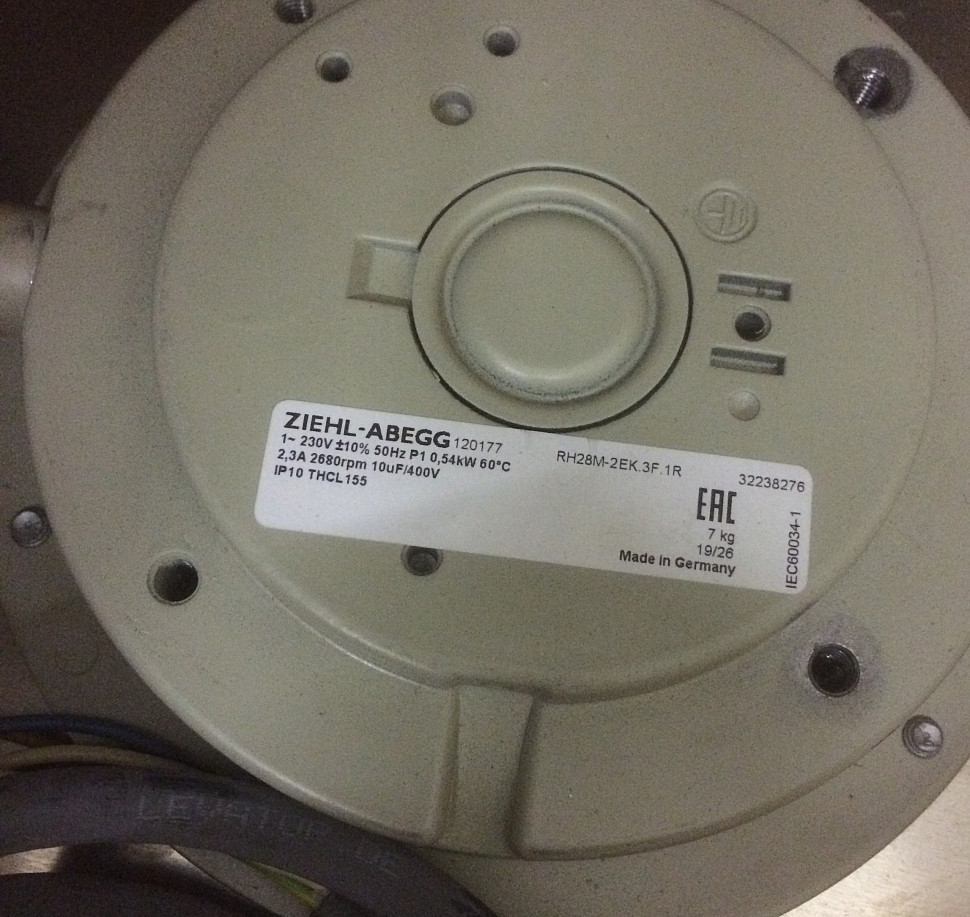 ZIEHL-ABEGG 120177
1~ 230V ±10% 50Hz P1 0,54kW 60°C
2,3A 2680rpm 10uF/400V
IP10 THCL155
RH28M-2EK.3F.1R
32238276
EAC
7 kg
19/26
Made in Germany
IEC60034-1